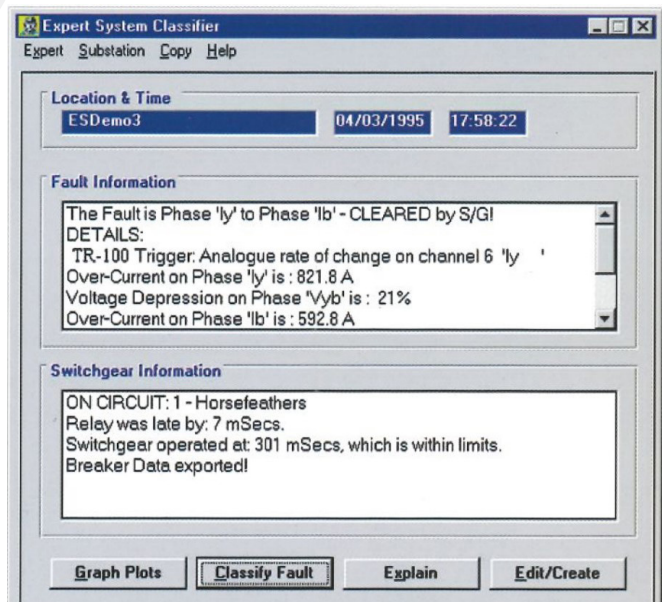 Expert System Classifier
Expert Substation Copy Help
Location & Time
ESDemo3 04/03/1995 17:58:22
Fault Information
The Fault is Phase 'Iy' to Phase 'Ib' - CLEARED by S/G!
DETAILS:
TR-100 Trigger: Analogue rate of change on channel 6 'Iy '
Over-Current on Phase 'Iy' is : 821.8 A
Voltage Depression on Phase 'Vyb' is : 21%
Over-Current on Phase 'Ib' is : 592.8 A
Switchgear Information
ON CIRCUIT: 1 - Horsefeathers
Relay was late by: 7 mSecs.
Switchgear operated at: 301 mSecs, which is within limits.
Breaker Data exported!
Graph Plots Classify Fault Explain Edit/Create